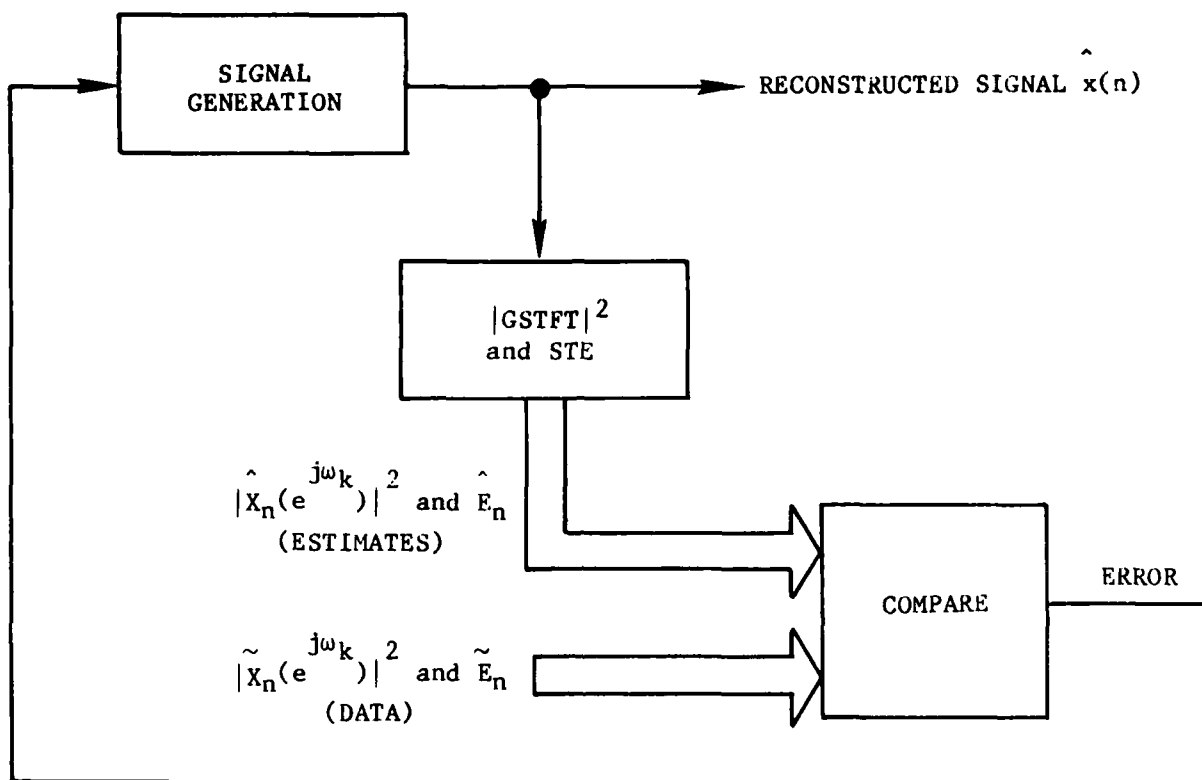 SIGNAL
GENERATION
RECONSTRUCTED SIGNAL x̂(n)
|GSTFT|²
and STE
|X̂ₙ(e^{jωₖ})|² and Êₙ
(ESTIMATES)
COMPARE
ERROR
|X̃ₙ(e^{jωₖ})|² and Ẽₙ
(DATA)